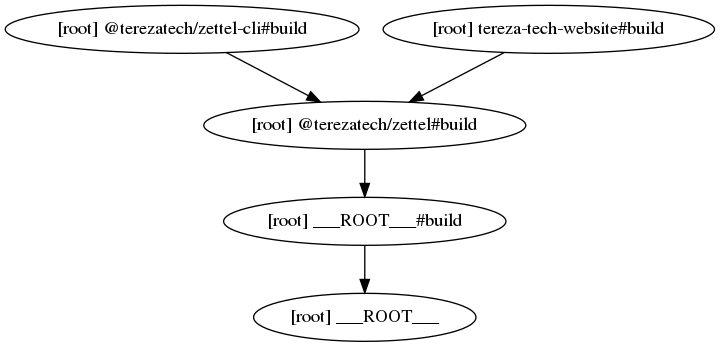 [root] @terezatech/zettel-cli#build
[root] tereza-tech-website#build
[root] @terezatech/zettel#build
[root] ___ROOT___#build
[root] ___ROOT___